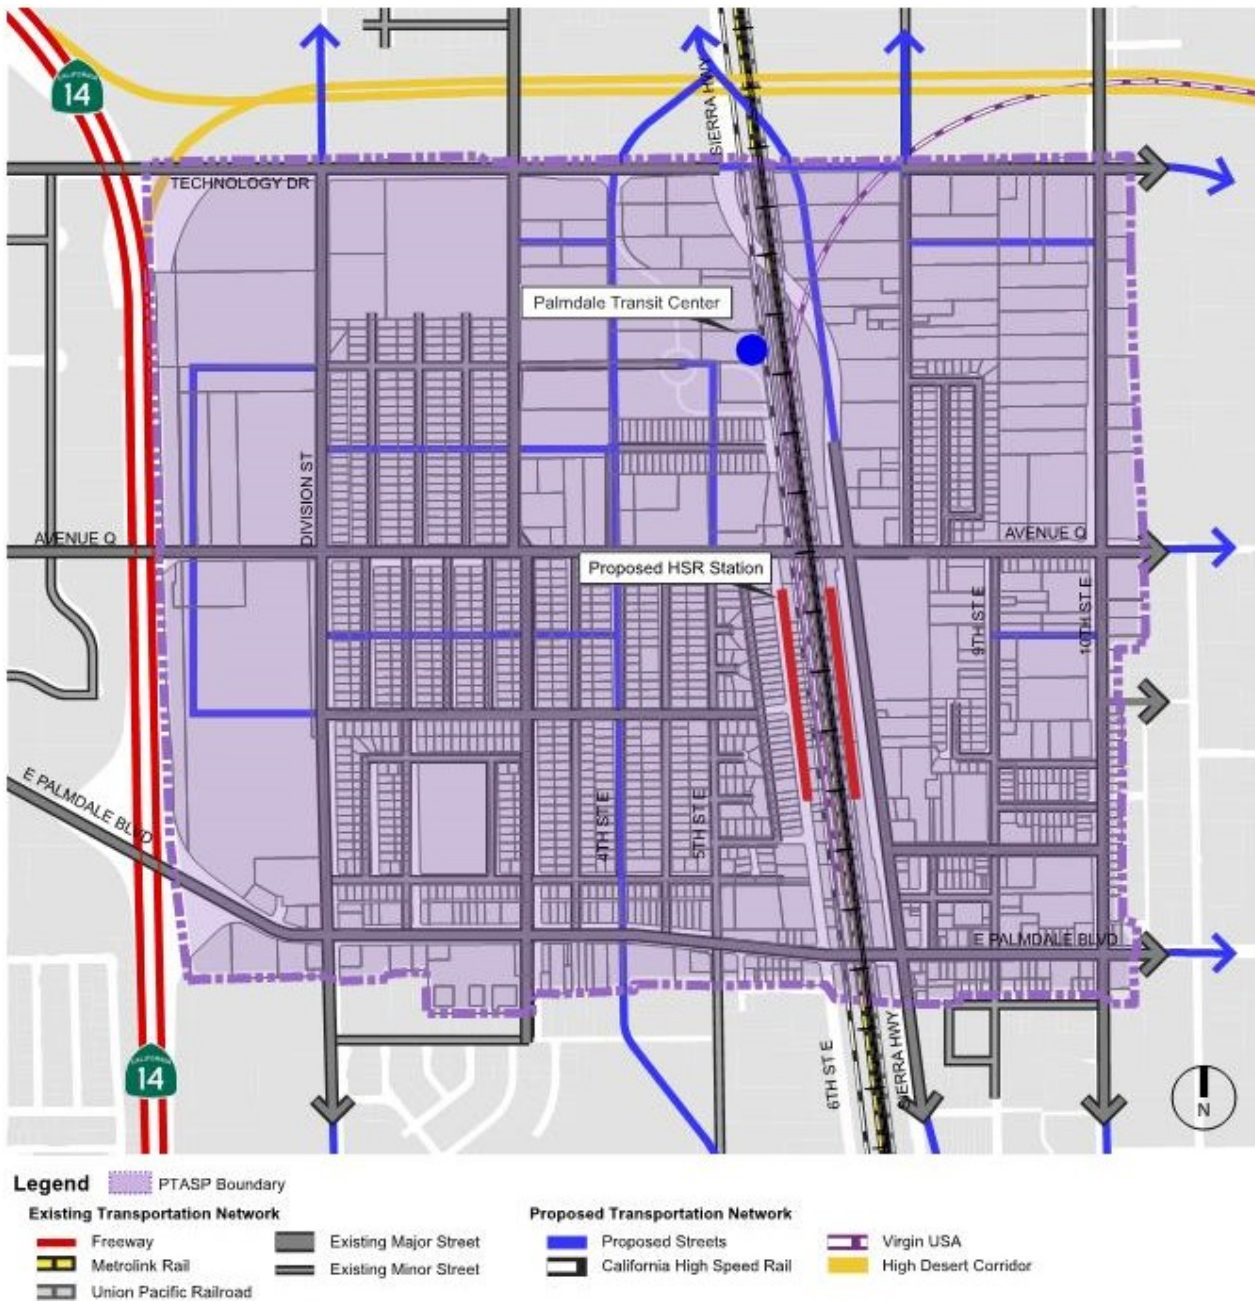 CALIFORNIA
14
SIERRA HWY
TECHNOLOGY DR
Palmdale Transit Center
DIVISION ST
AVENUE Q
AVENUE Q
Proposed HSR Station
9TH ST E
10TH ST E
E PALMDALE BLVD
4TH ST E
5TH ST E
E PALMDALE BLVD
6TH ST E
SIERRA HWY
CALIFORNIA
14
N
Legend
PTASP Boundary
Existing Transportation Network
Freeway
Metrolink Rail
Union Pacific Railroad
Existing Major Street
Existing Minor Street
Proposed Transportation Network
Proposed Streets
California High Speed Rail
Virgin USA
High Desert Corridor